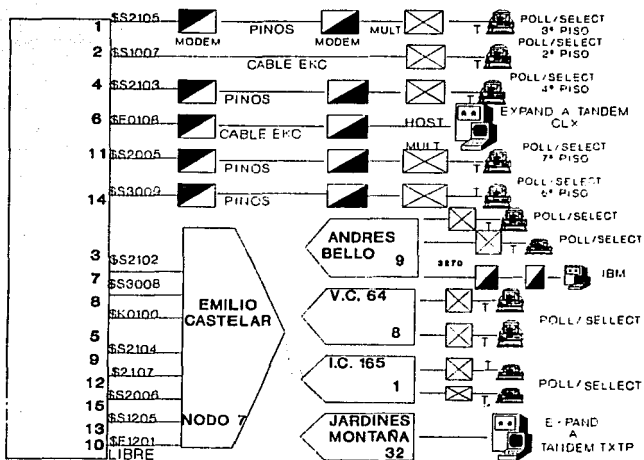 1 $S2105 MODEM PINOS MODEM MULT T POLL/SELECT
3º PISO
2 $S1007 CABLE EKC T POLL/SELECT
2º PISO
4 $S2103 PINOS T POLL/SELECT
4º PISO
6 $E0106 CABLE EKC HOST EXPAND A TANDEM
CLX
11 $S2005 PINOS MULT T POLL/SELECT
7º PISO
14 $S3009 PINOS T POLL/SELECT
6º PISO
3 $S2102
7 $S3008
8 $K0100
5 $S2104
9 $2107
12 $S2006
15 $S1205
13 $E1201
10 LIBRE
EMILIO
CASTELAR
NODO 7
ANDRES
BELLO
9
T POLL/SELECT
T POLL/SELECT
3270 IBM
V.C. 64
8
T
T
POLL/SELLECT
I.C. 165
1
T
T
POLL/SELLECT
JARDINES
MONTAÑA
32
E PAND
A
TANDEM TXTP